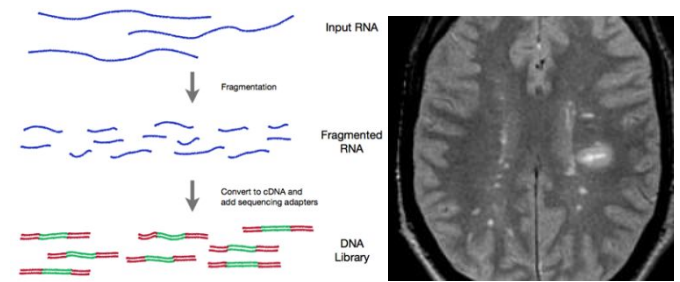 Input RNA
Fragmentation
Fragmented
RNA
Convert to cDNA and
add sequencing adapters
DNA
Library